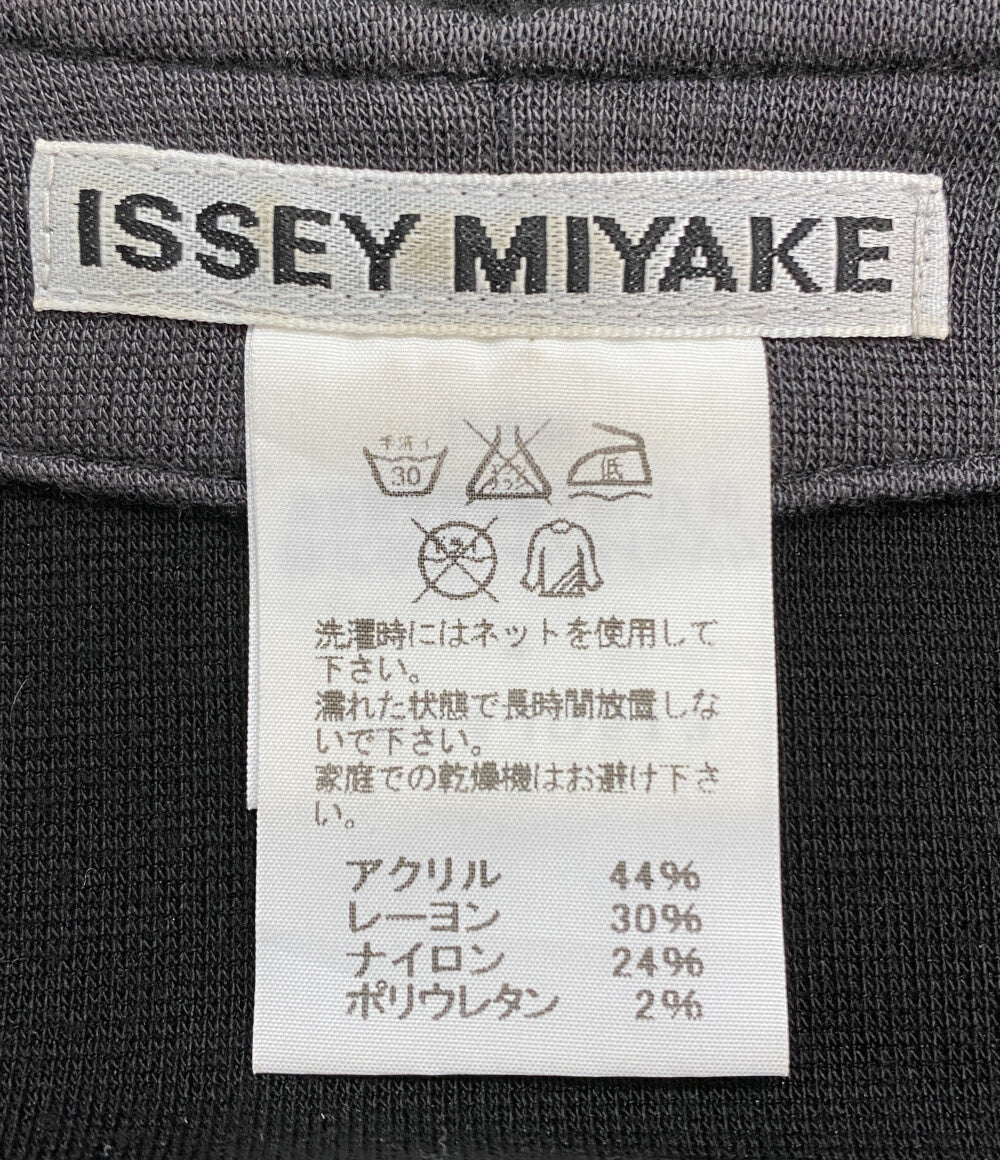 ISSEY MIYAKE
手洗イ
30
低
洗濯時にはネットを使用して
下さい。
濡れた状態で長時間放置しな
いで下さい。
家庭での乾燥機はお避け下さ
い。
アクリル 44%
レーヨン 30%
ナイロン 24%
ポリウレタン 2%